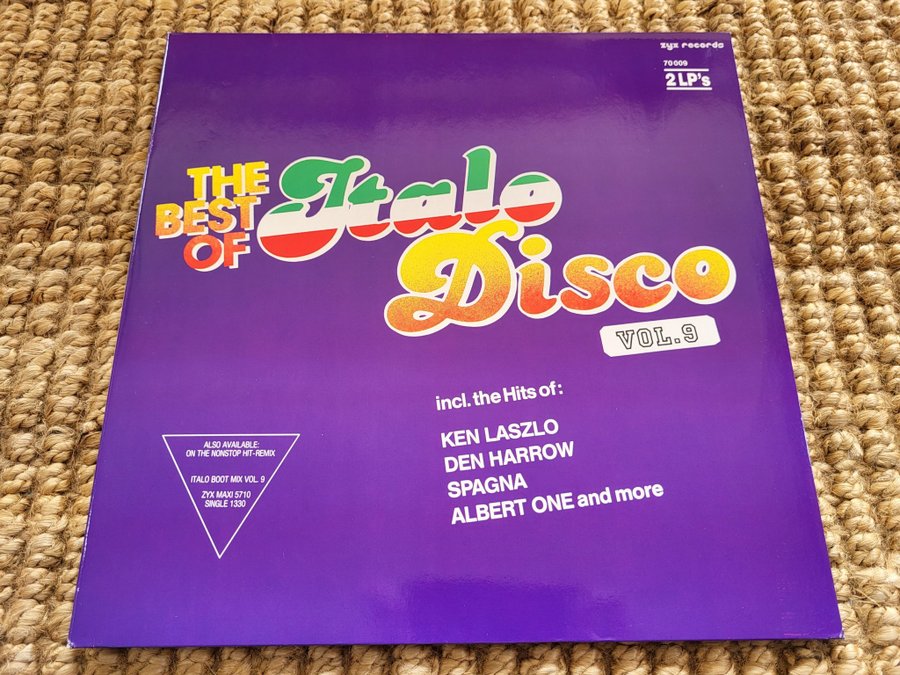 zyx records
70 009
2 LP's
THE
BEST
OF
Italo
Disco
VOL.9
incl. the Hits of:
KEN LASZLO
DEN HARROW
SPAGNA
ALBERT ONE and more
ALSO AVAILABLE:
ON THE NONSTOP HIT-REMIX
ITALO BOOT MIX VOL. 9
ZYX MAXI 5710
SINGLE 1330